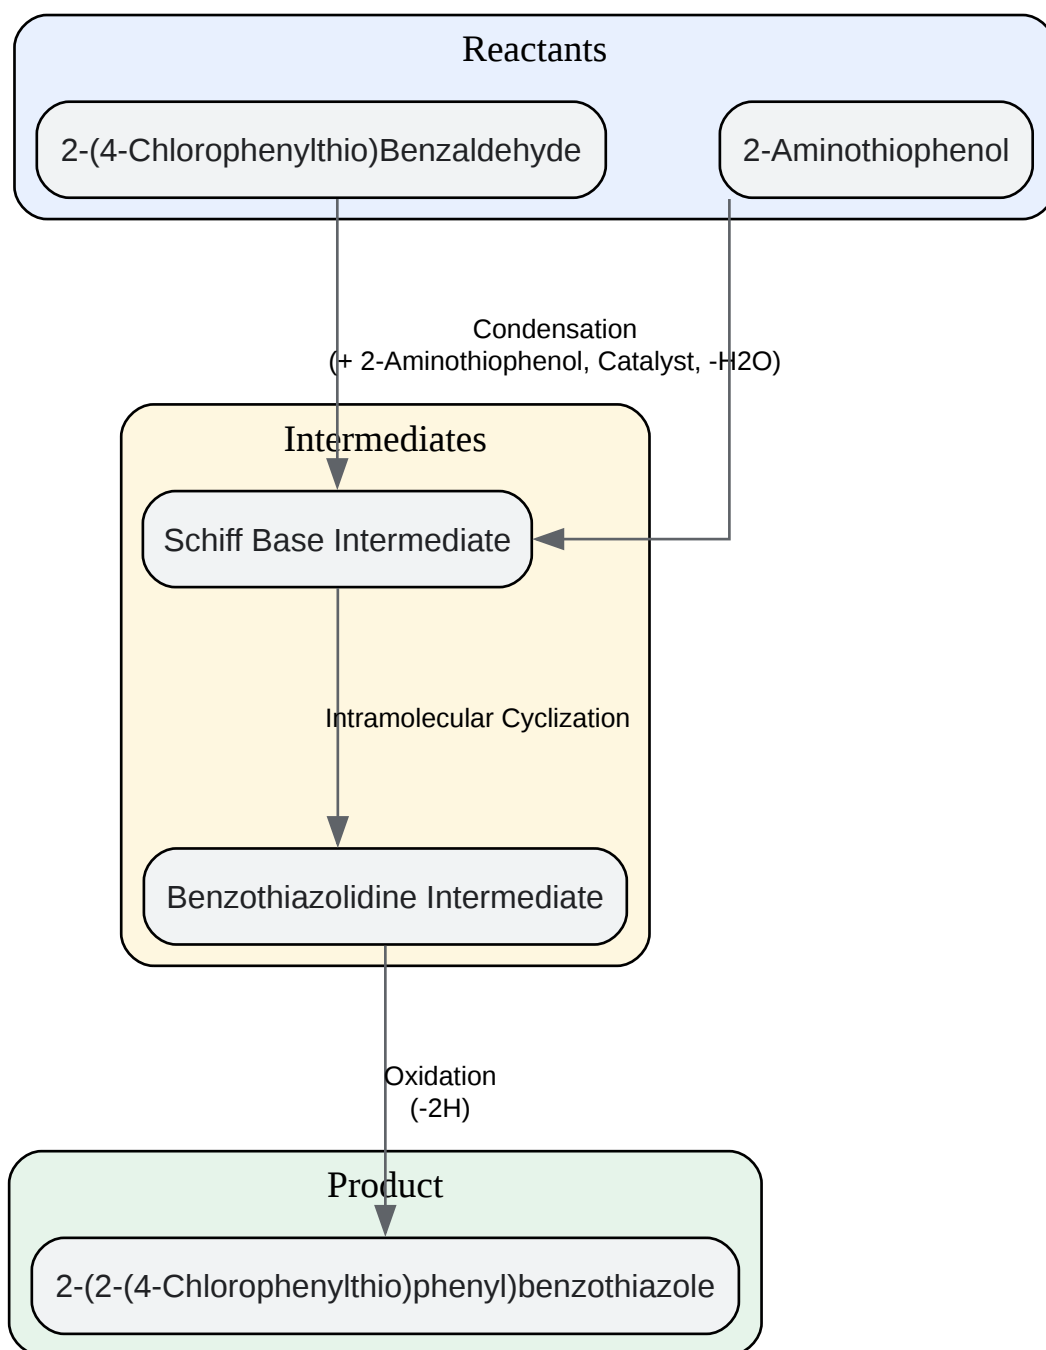 Reactants
2-(4-Chlorophenylthio)Benzaldehyde
2-Aminothiophenol
Condensation
(+ 2-Aminothiophenol, Catalyst, -H2O)
Intermediates
Schiff Base Intermediate
Intramolecular Cyclization
Benzothiazolidine Intermediate
Oxidation
(-2H)
Product
2-(2-(4-Chlorophenylthio)phenyl)benzothiazole